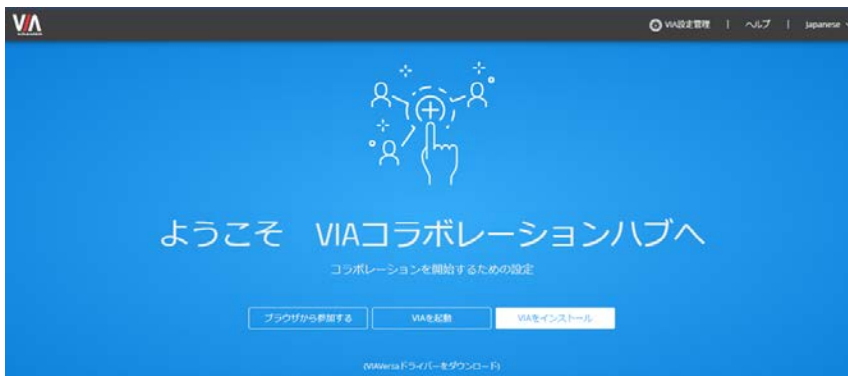 VIA
VIA設定管理 | ヘルプ | Japanese
ようこそ VIAコラボレーションハブへ
コラボレーションを開始するための設定
ブラウザから参加する VIAを起動 VIAをインストール
(VIAVersaドライバーをダウンロード)